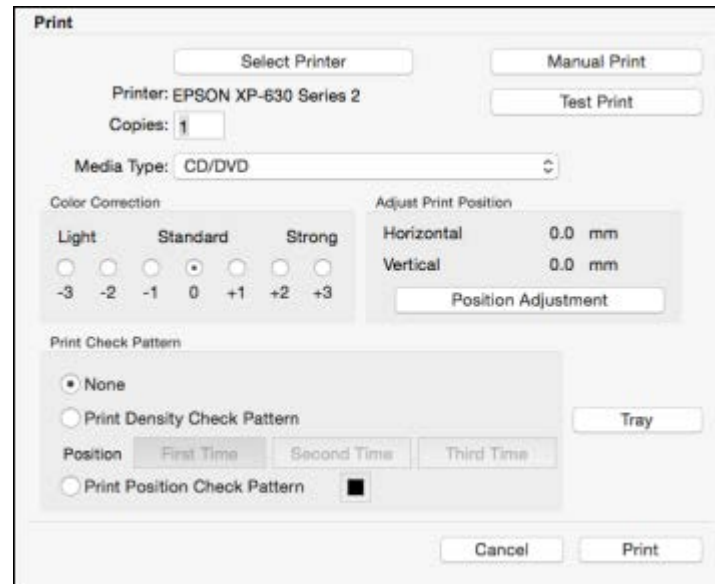 Print
Select Printer
Manual Print
Printer: EPSON XP-630 Series 2
Test Print
Copies: 1
Media Type: CD/DVD
Color Correction
Adjust Print Position
Light Standard Strong
Horizontal 0.0 mm
Vertical 0.0 mm
-3 -2 -1 0 +1 +2 +3
Position Adjustment
Print Check Pattern
None
Print Density Check Pattern
Tray
Position First Time Second Time Third Time
Print Position Check Pattern
Cancel Print